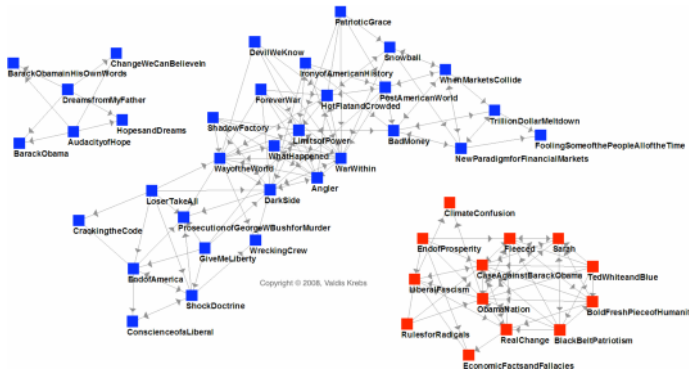 PatrioticGrace
DevilWeKnow
Snowball
ChangeWeCanBelieveIn
IronyofAmericanHistory
BarackObamainHisOwnWords
WhenMarketsCollide
ForeverWar
PostAmericanWorld
DreamsfromMyFather
HotFlatandCrowded
TrillionDollarMeltdown
ShadowFactory
HopesandDreams
LimitsofPower
BadMoney
AudacityofHope
FoolingSomeofthePeopleAlloftheTime
BarackObama
WhatHappened
NewParadigmforFinancialMarkets
WayoftheWorld
WarWithin
Angler
LoserTakeAll
DarkSide
ClimateConfusion
CrackingtheCode
ProsecutionofGeorgeWBushforMurder
EndofProsperity
Fleeced
Sarah
GiveMeLiberty
WreckingCrew
CaseAgainstBarackObama
TedWhiteandBlue
EndofAmerica
Copyright © 2008, Valdis Krebs
LiberalFascism
ShockDoctrine
ObamaNation
BoldFreshPieceofHumanit
ConscienceofaLiberal
RulesforRadicals
RealChange
BlackBeltPatriotism
EconomicFactsandFallacies